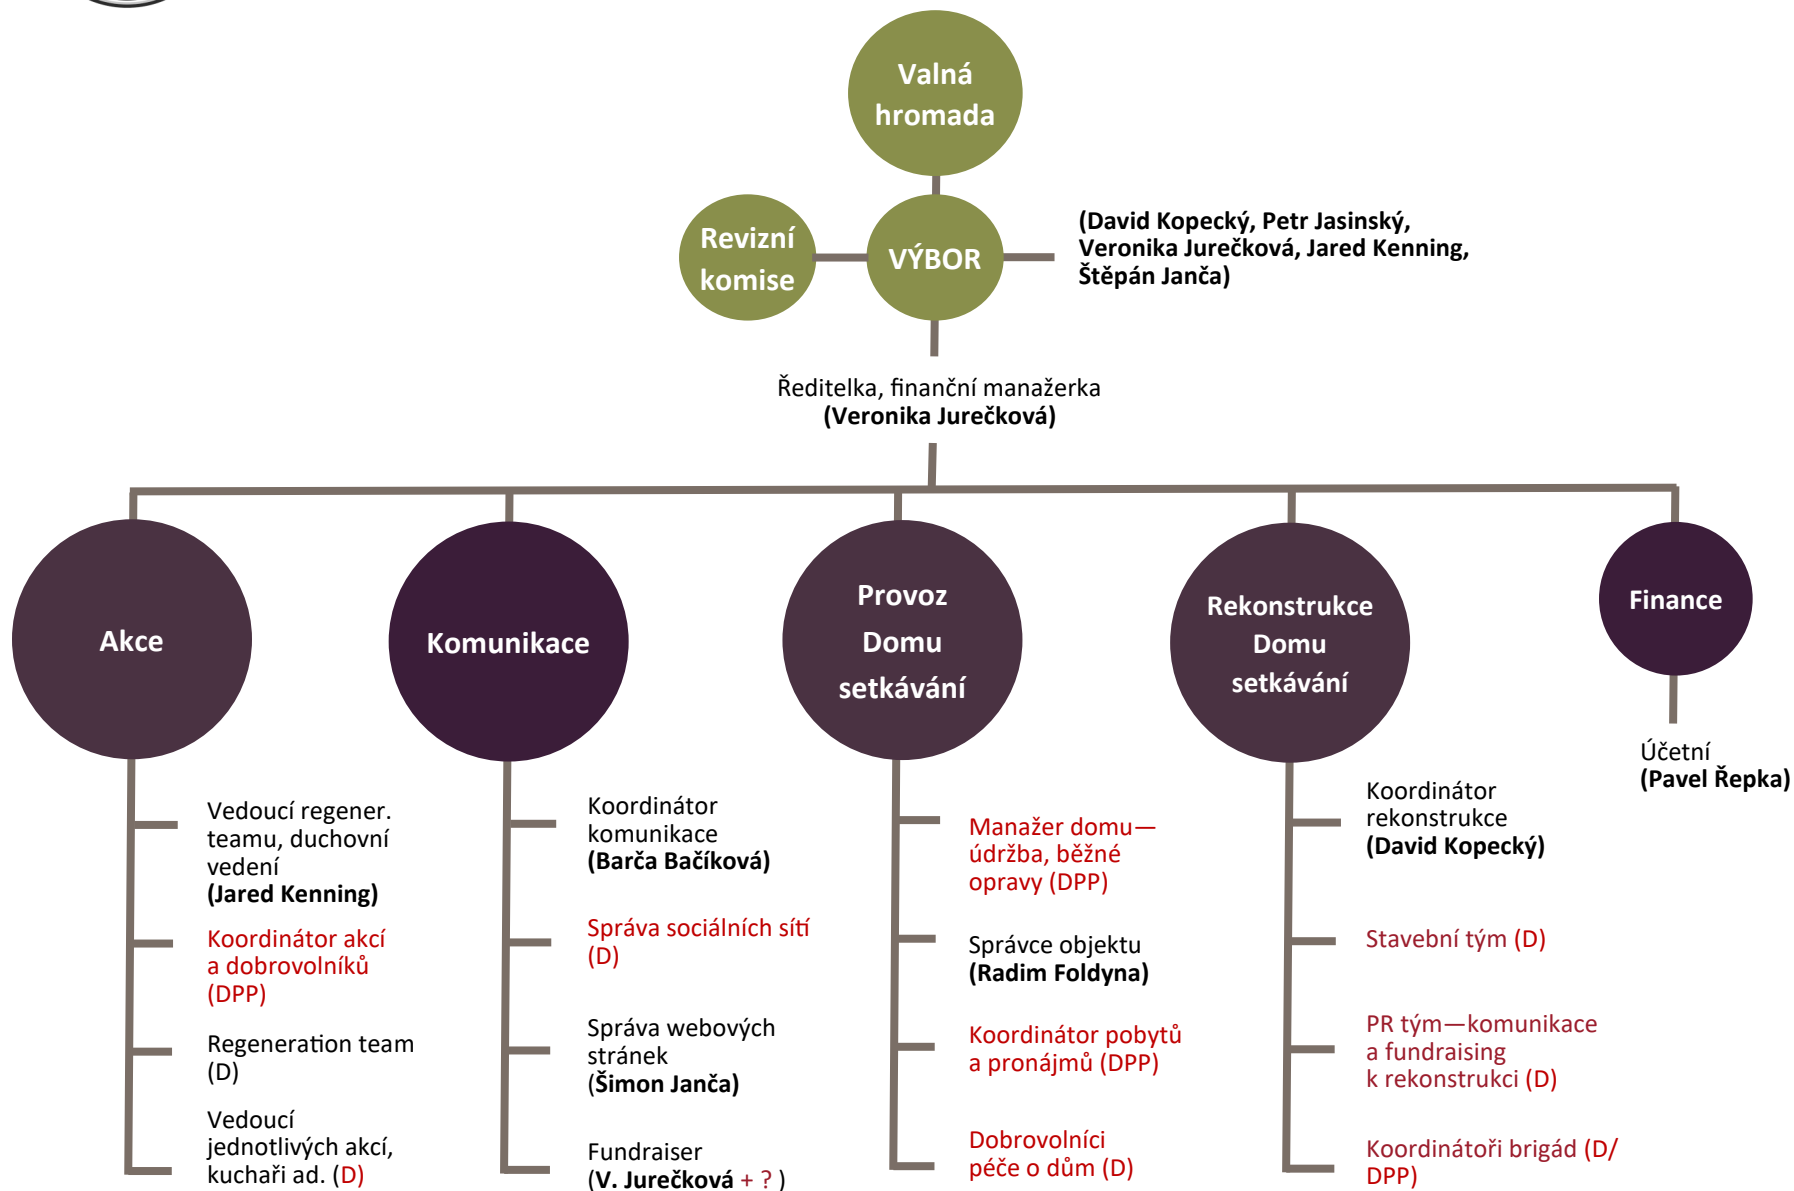 Valná
hromada
Revizní
komise
VÝBOR
(David Kopecký, Petr Jasinský,
Veronika Jurečková, Jared Kenning,
Štěpán Janča)
Ředitelka, finanční manažerka
(Veronika Jurečková)
Akce
Komunikace
Provoz
Domu
setkávání
Rekonstrukce
Domu
setkávání
Finance
Vedoucí regener.
teamu, duchovní
vedení
(Jared Kenning)
Koordinátor akcí
a dobrovolníků
(DPP)
Regeneration team
(D)
Vedoucí
jednotlivých akcí,
kuchaři ad. (D)
Koordinátor
komunikace
(Barča Bačíková)
Správa sociálních sítí
(D)
Správa webových
stránek
(Šimon Janča)
Fundraiser
(V. Jurečková + ? )
Manažer domu—
údržba, běžné
opravy (DPP)
Správce objektu
(Radim Foldyna)
Koordinátor pobytů
a pronájmů (DPP)
Dobrovolníci
péče o dům (D)
Koordinátor
rekonstrukce
(David Kopecký)
Stavební tým (D)
PR tým—komunikace
a fundraising
k rekonstrukci (D)
Koordinátoři brigád (D/
DPP)
Účetní
(Pavel Řepka)